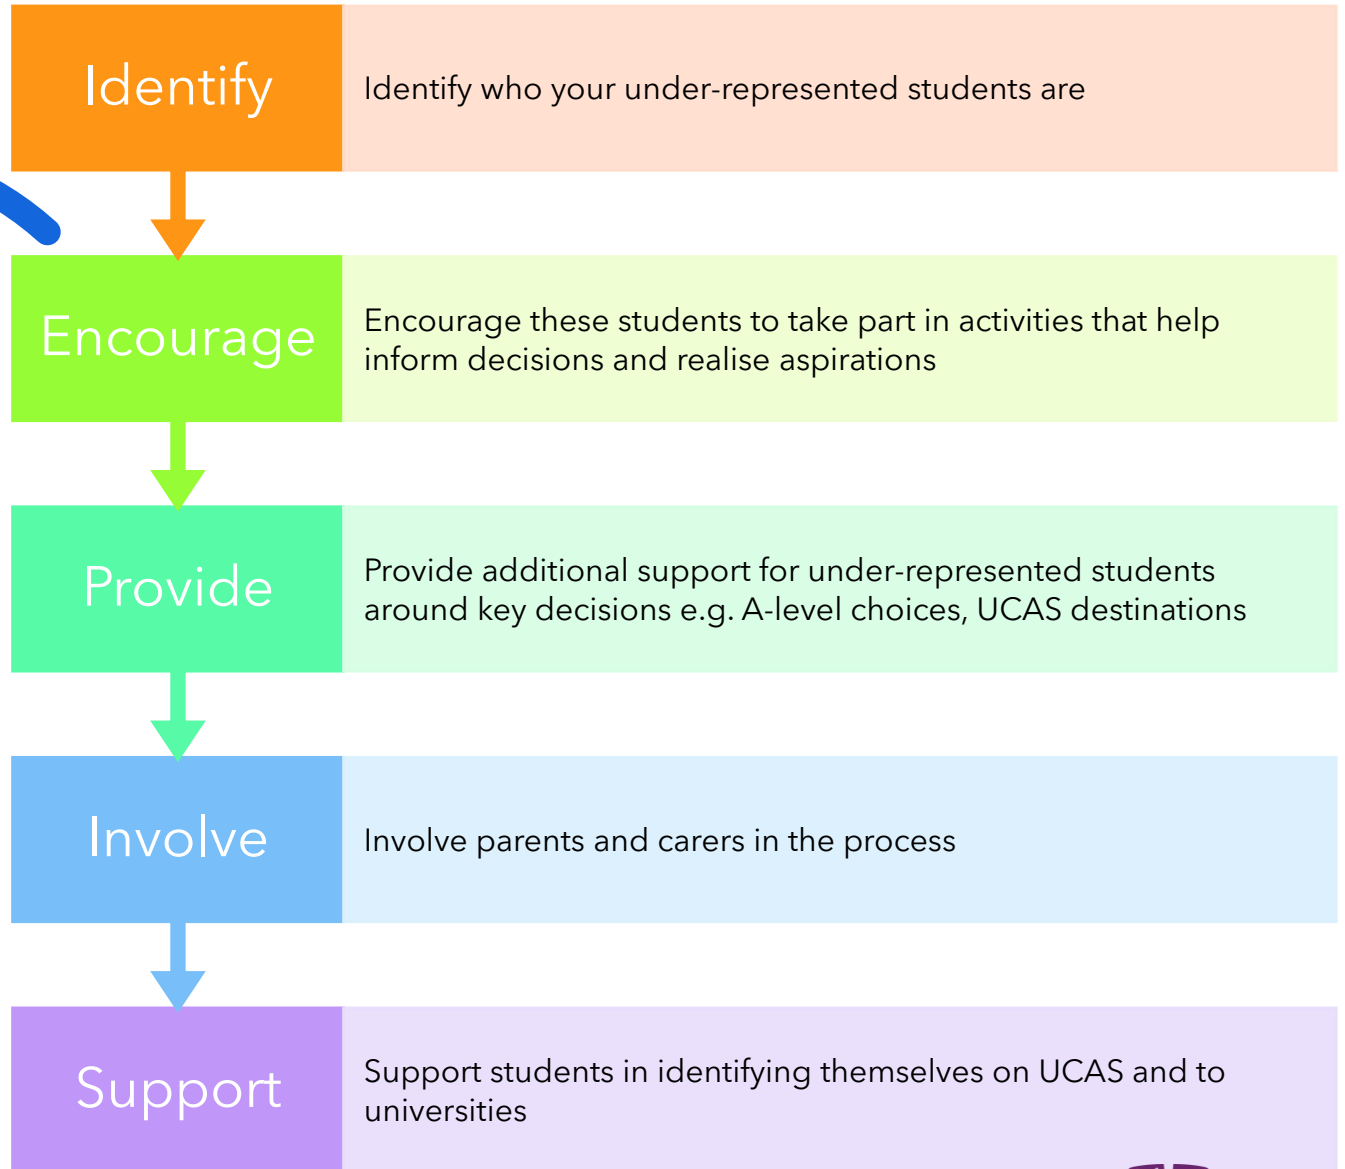 Identify
Identify who your under-represented students are
Encourage
Encourage these students to take part in activities that help
inform decisions and realise aspirations
Provide
Provide additional support for under-represented students
around key decisions e.g. A-level choices, UCAS destinations
Involve
Involve parents and carers in the process
Support
Support students in identifying themselves on UCAS and to
universities